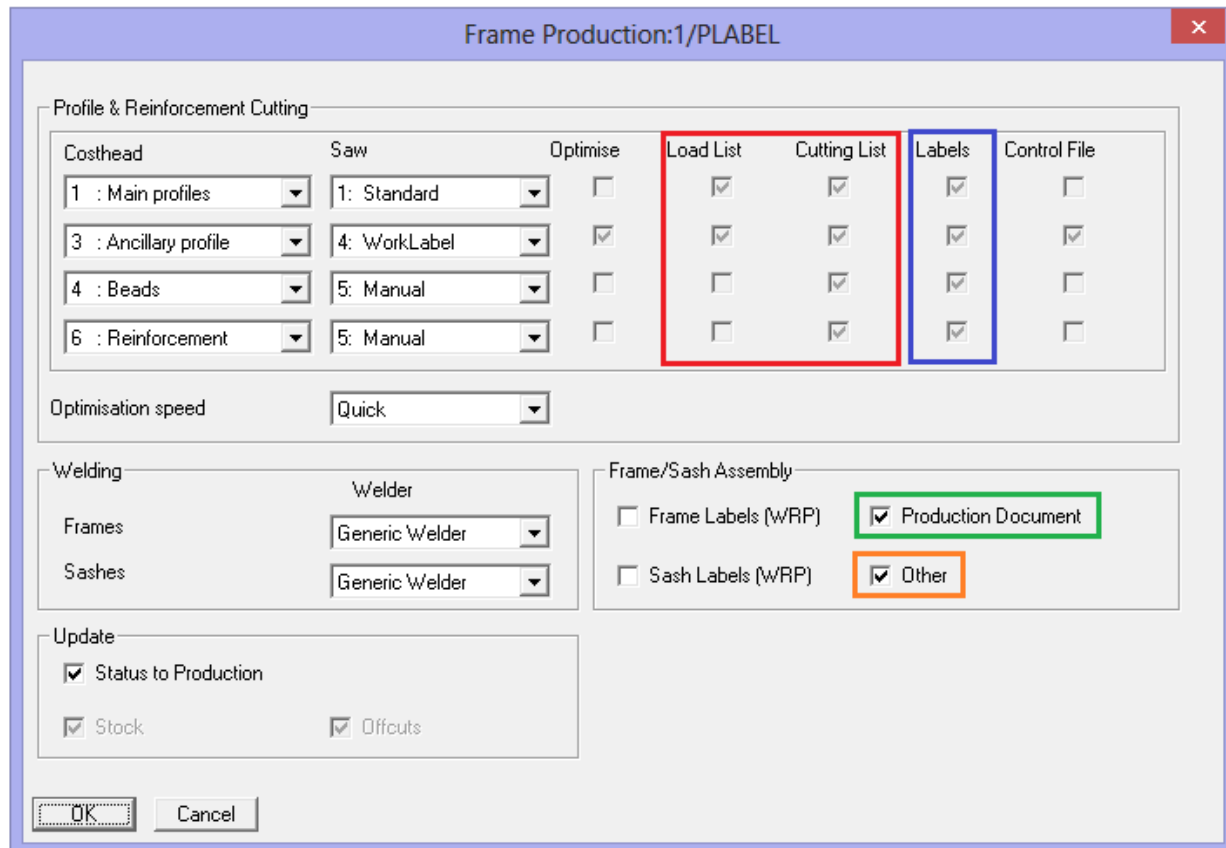 Frame Production:1/PLABEL
Profile & Reinforcement Cutting
Costhead Saw Optimise Load List Cutting List Labels Control File
1 : Main profiles 1: Standard
3 : Ancillary profile 4: WorkLabel
4 : Beads 5: Manual
6 : Reinforcement 5: Manual
Optimisation speed Quick
Welding
Welder
Frames Generic Welder
Sashes Generic Welder
Frame/Sash Assembly
Frame Labels (WRP) Production Document
Sash Labels (WRP) Other
Update
Status to Production
Stock Offcuts
OK Cancel